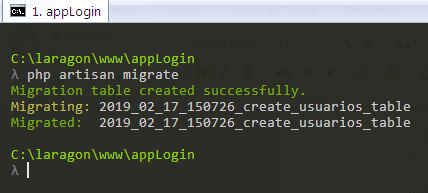 1. appLogin
C:\laragon\www\appLogin
λ php artisan migrate
Migration table created successfully.
Migrating: 2019_02_17_150726_create_usuarios_table
Migrated:  2019_02_17_150726_create_usuarios_table
C:\laragon\www\appLogin
λ